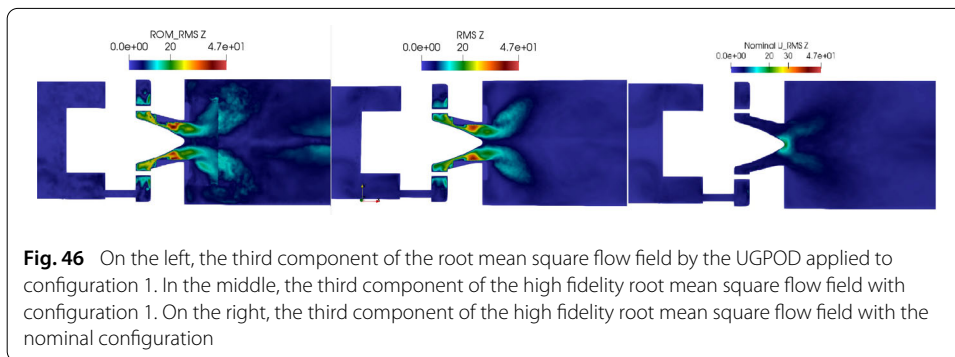 ROM_RMS Z
0.0e+00 20 4.7e+01
RMS Z
0.0e+00 20 4.7e+01
Nominal U_RMS Z
0.0e+00 20 30 4.7e+01
Fig. 46 On the left, the third component of the root mean square flow field by the UGPOD applied to
configuration 1. In the middle, the third component of the high fidelity root mean square flow field with
configuration 1. On the right, the third component of the high fidelity root mean square flow field with the
nominal configuration